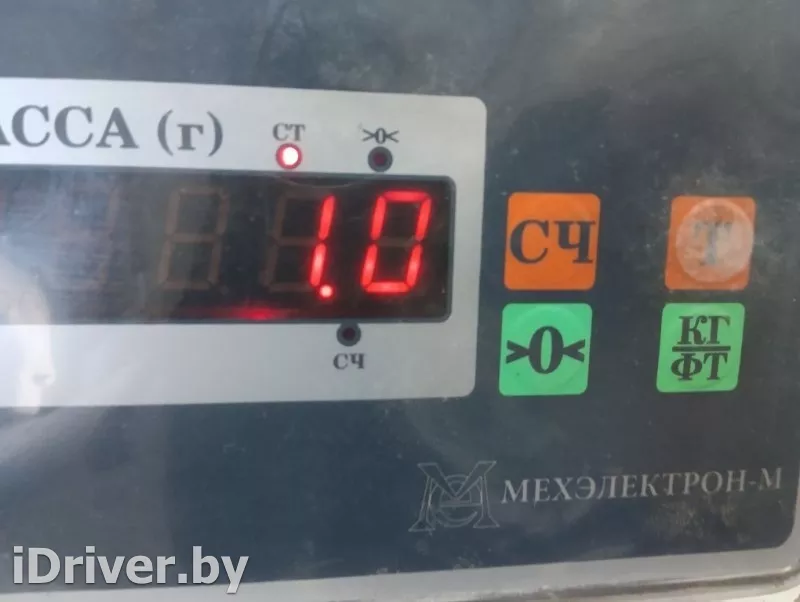 АССА (г)
СТ >0<
1.0
СЧ Т
СЧ
>0< КГ
ФТ
МЕХЭЛЕКТРОН-М
iDriver.by